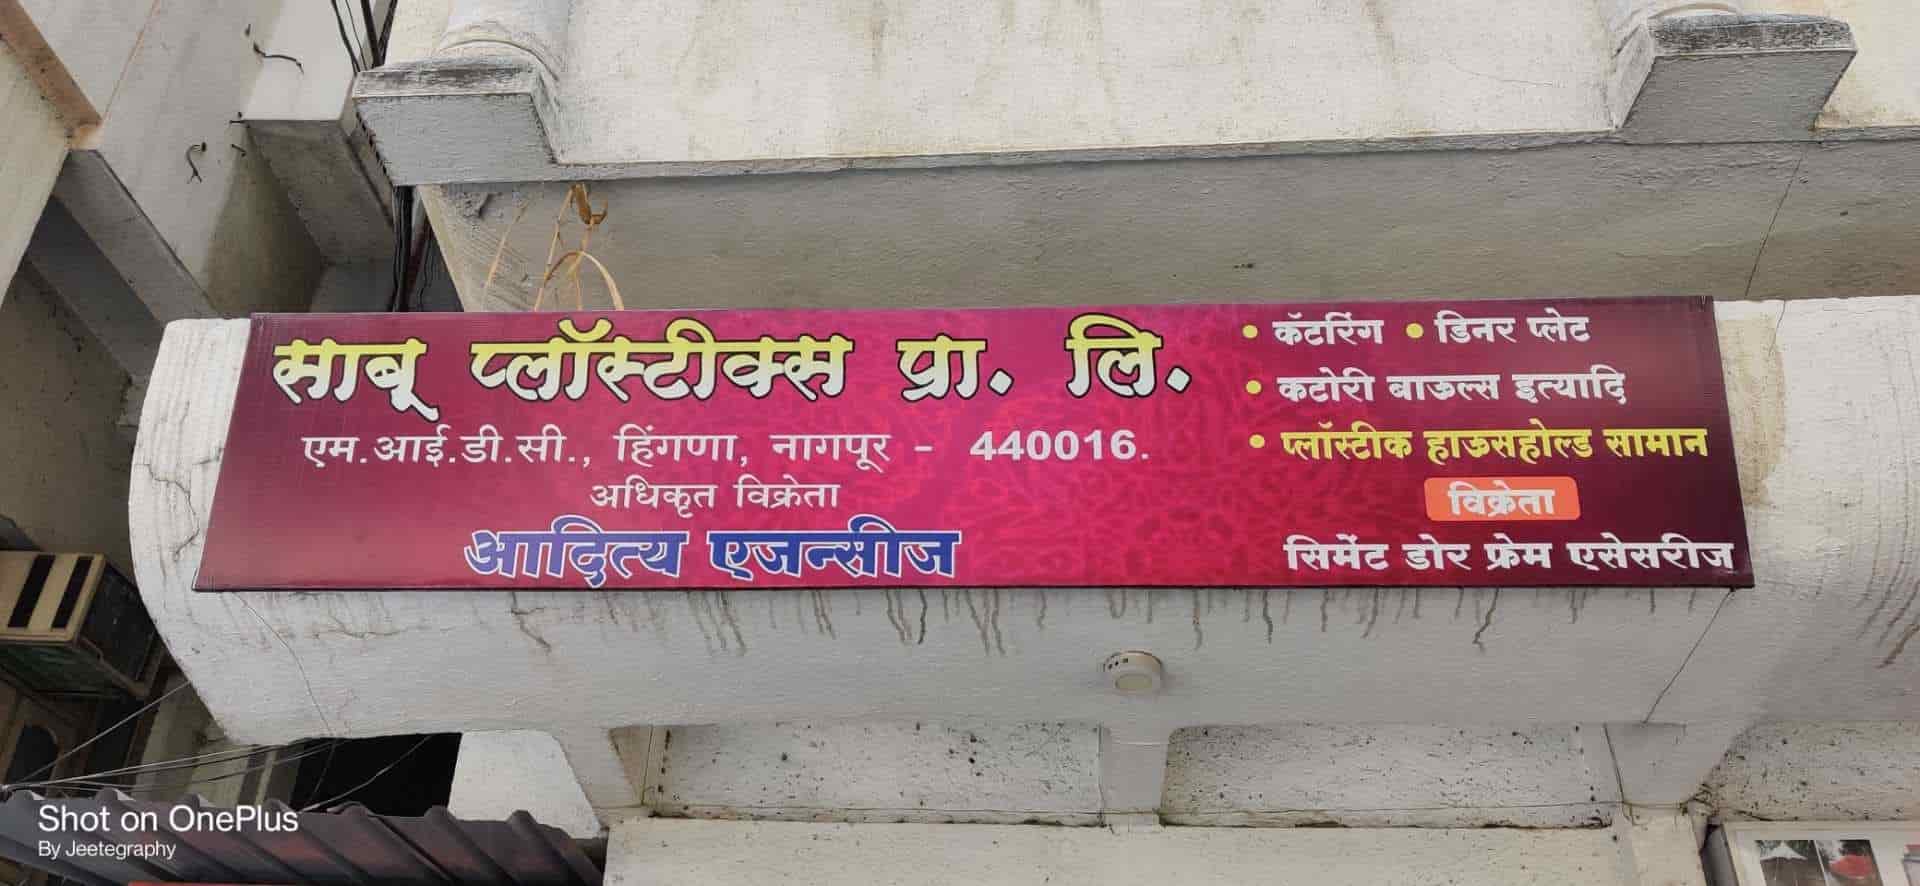 साबू प्लॉस्टीक्स प्रा. लि.
एम.आई.डी.सी., हिंगणा, नागपूर - 440016.
अधिकृत विक्रेता
आदित्य एजन्सीज
• कॅटरिंग • डिनर प्लेट
• कटोरी बाऊल्स इत्यादि
• प्लॉस्टीक हाऊसहोल्ड सामान
विक्रेता
सिमेंट डोर फ्रेम एसेसरीज
Shot on OnePlus
By Jeetegraphy